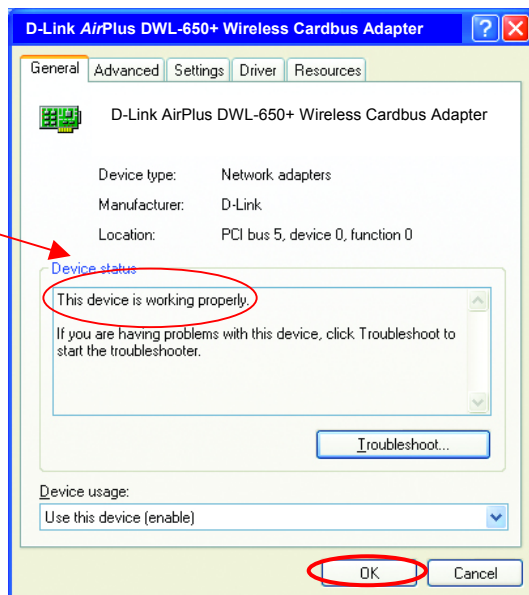 D-Link AirPlus DWL-650+ Wireless Cardbus Adapter
General Advanced Settings Driver Resources
D-Link AirPlus DWL-650+ Wireless Cardbus Adapter
Device type: Network adapters
Manufacturer: D-Link
Location: PCI bus 5, device 0, function 0
Device status
This device is working properly.
If you are having problems with this device, click Troubleshoot to
start the troubleshooter.
Troubleshoot...
Device usage:
Use this device (enable)
OK Cancel